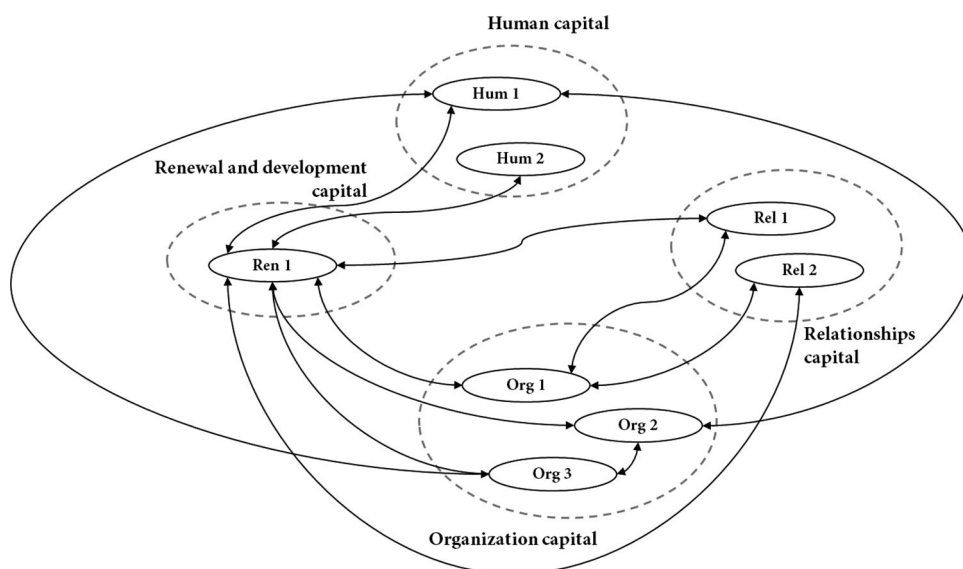 Human capital
Hum 1
Hum 2
Renewal and development
capital
Rel 1
Ren 1
Rel 2
Relationships
capital
Org 1
Org 2
Org 3
Organization capital